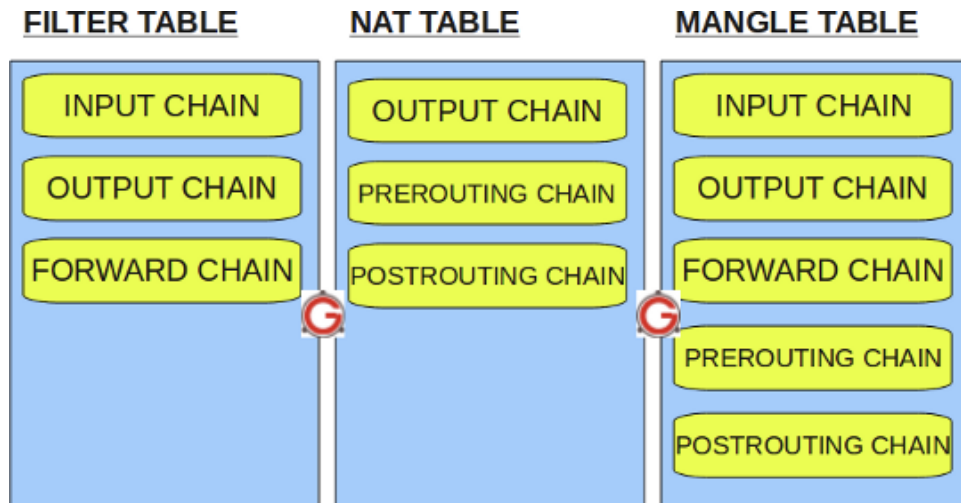 FILTER TABLE
INPUT CHAIN
OUTPUT CHAIN
FORWARD CHAIN
NAT TABLE
OUTPUT CHAIN
PREROUTING CHAIN
POSTROUTING CHAIN
MANGLE TABLE
INPUT CHAIN
OUTPUT CHAIN
FORWARD CHAIN
PREROUTING CHAIN
POSTROUTING CHAIN
G
G